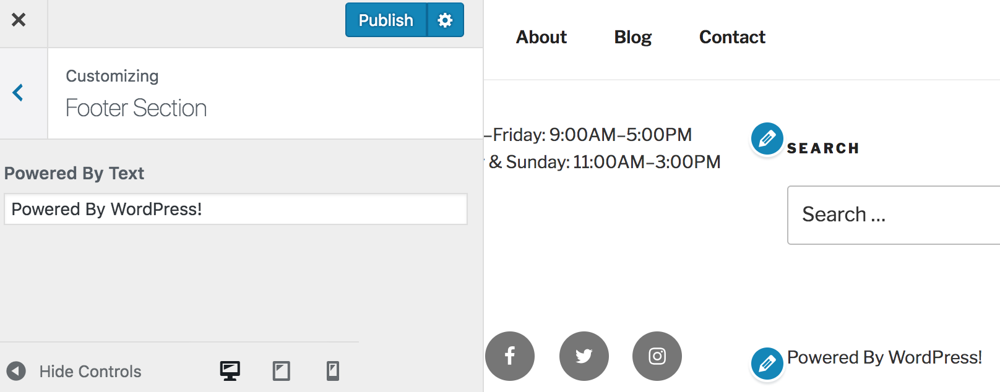 Publish
Customizing
Footer Section
Powered By Text
Powered By WordPress!
Hide Controls
About Blog Contact
–Friday: 9:00AM–5:00PM
& Sunday: 11:00AM–3:00PM
SEARCH
Search ...
Powered By WordPress!